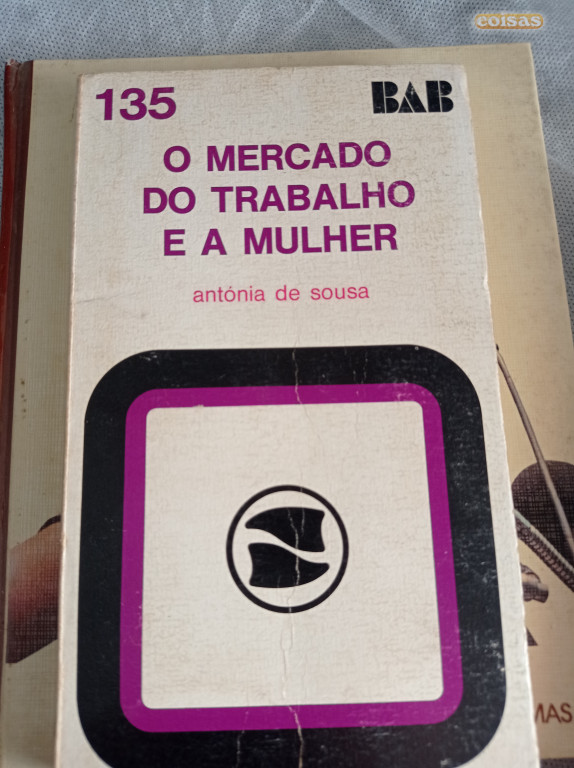 coisas
135
BAB
O MERCADO
DO TRABALHO
E A MULHER
antónia de sousa
MAS